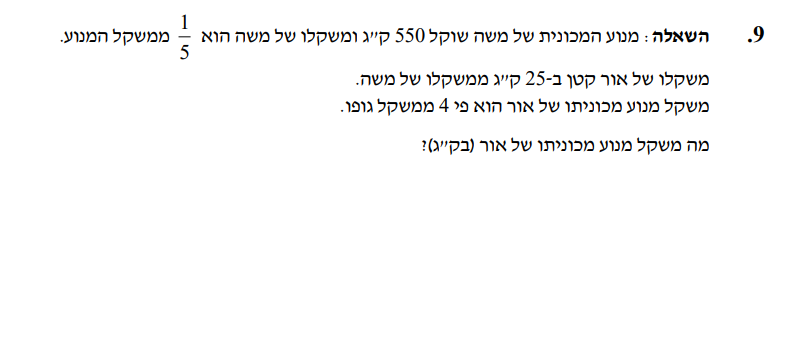 9. השאלה: מנוע המכונית של משה שוקל 550 ק״ג ומשקלו של משה הוא 1/5 ממשקל המנוע.
משקלו של אור קטן ב-25 ק״ג ממשקלו של משה.
משקל מנוע מכוניתו של אור הוא פי 4 ממשקל גופו.
מה משקל מנוע מכוניתו של אור (בק״ג)?